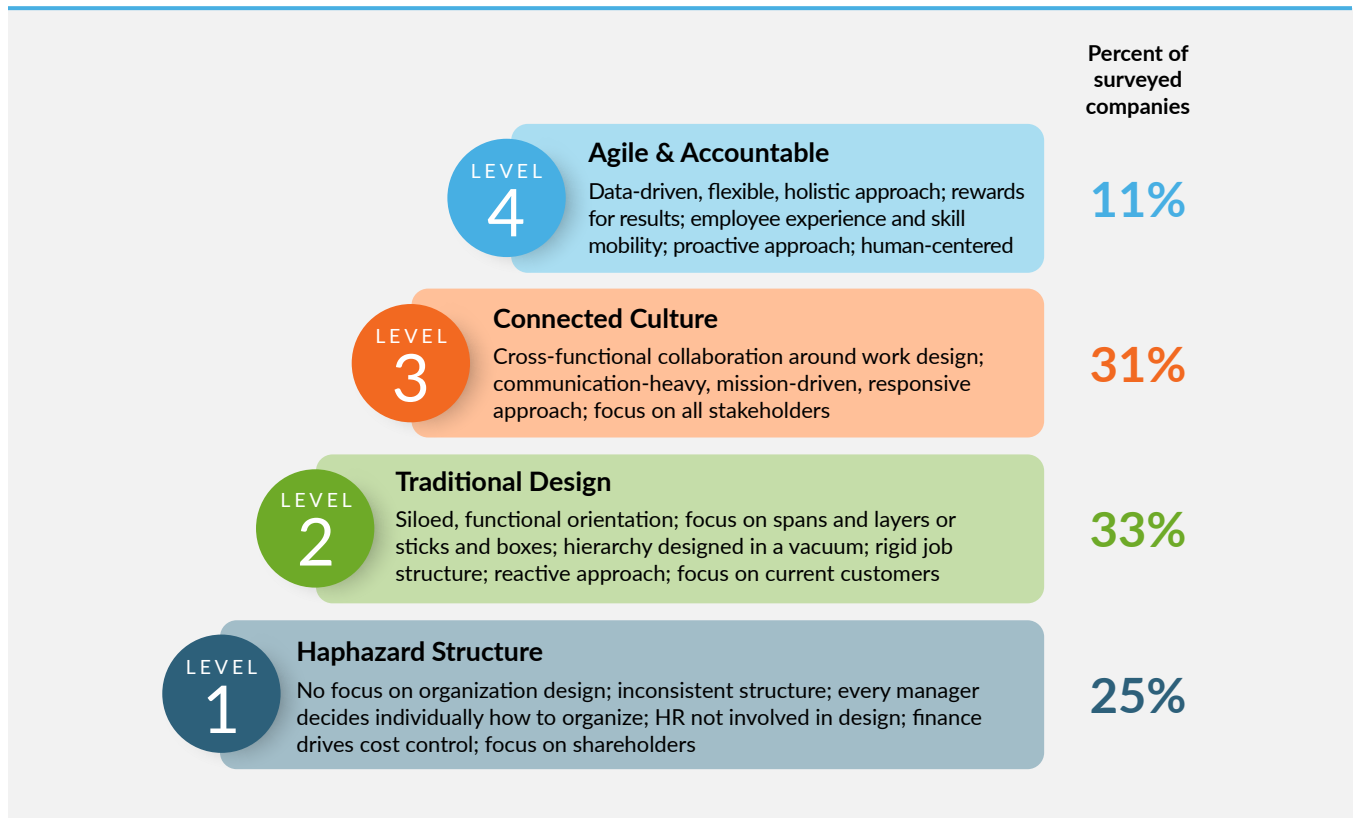 Percent of
surveyed
companies
LEVEL
4
Agile & Accountable
Data-driven, flexible, holistic approach; rewards
for results; employee experience and skill
mobility; proactive approach; human-centered
11%
LEVEL
3
Connected Culture
Cross-functional collaboration around work design;
communication-heavy, mission-driven, responsive
approach; focus on all stakeholders
31%
LEVEL
2
Traditional Design
Siloed, functional orientation; focus on spans and layers or
sticks and boxes; hierarchy designed in a vacuum; rigid job
structure; reactive approach; focus on current customers
33%
LEVEL
1
Haphazard Structure
No focus on organization design; inconsistent structure; every manager
decides individually how to organize; HR not involved in design; finance
drives cost control; focus on shareholders
25%